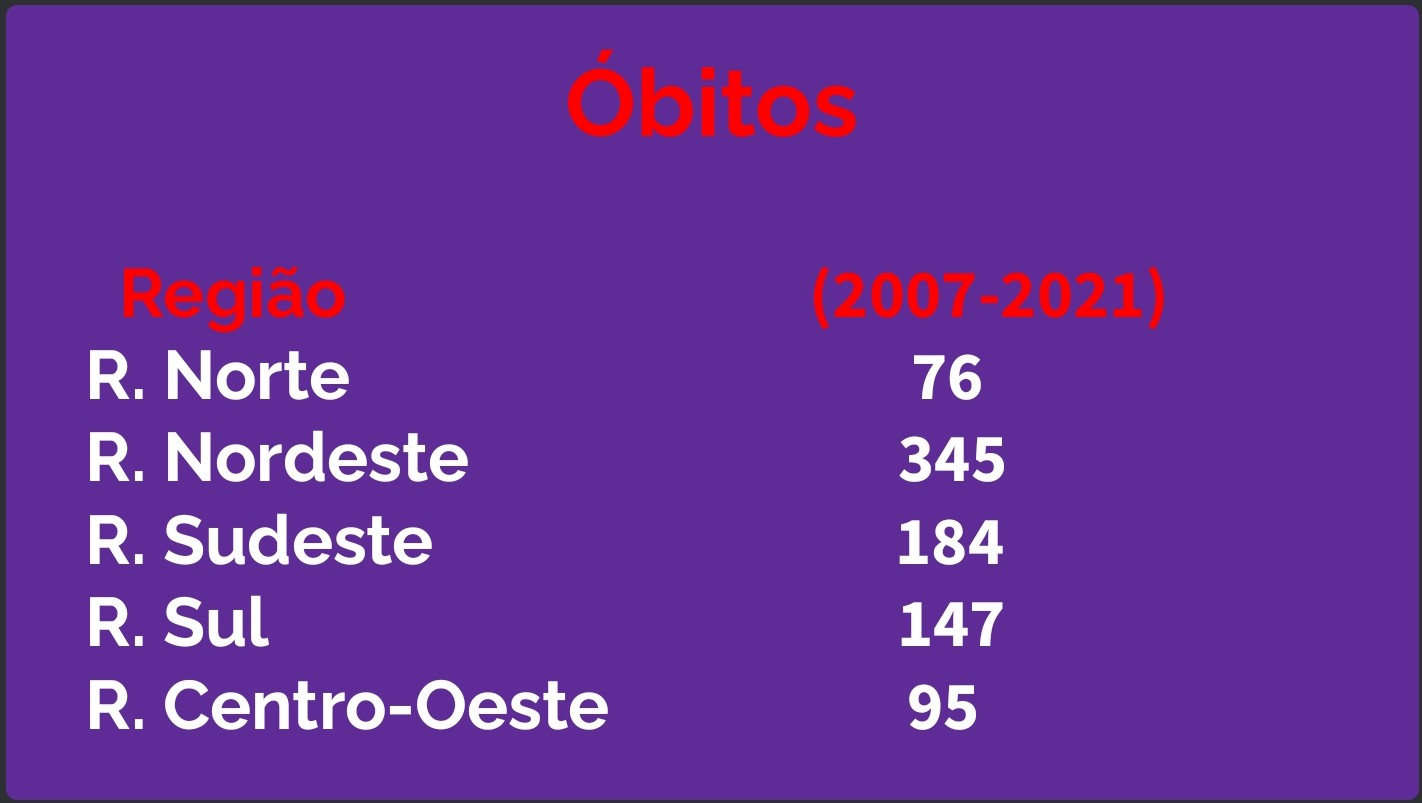 Óbitos
Região (2007-2021)
R. Norte 76
R. Nordeste 345
R. Sudeste 184
R. Sul 147
R. Centro-Oeste 95